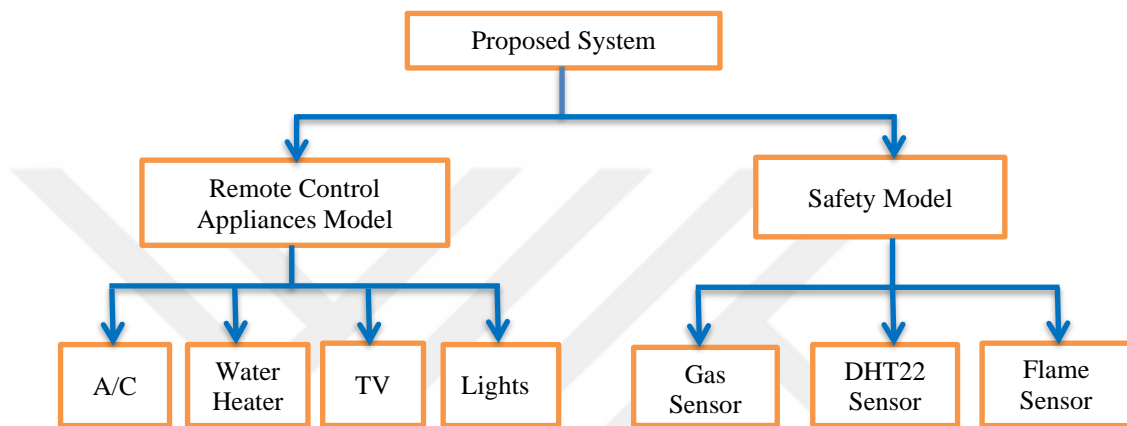 Proposed System
Remote Control
Appliances Model
Safety Model
A/C
Water
Heater
TV
Lights
Gas
Sensor
DHT22
Sensor
Flame
Sensor